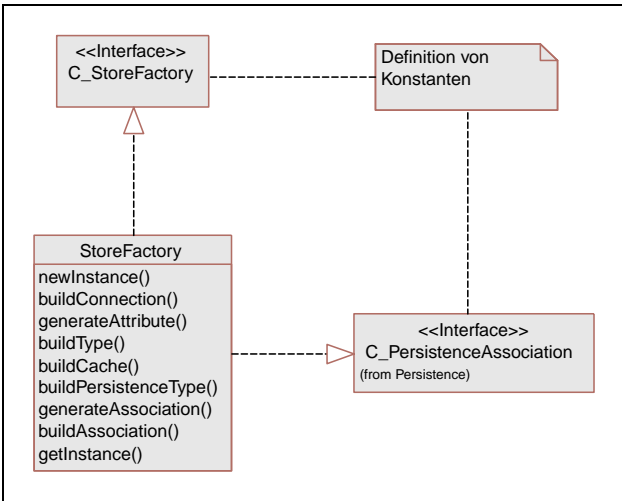 <<Interface>>
C_StoreFactory
Definition von
Konstanten
StoreFactory
newInstance()
buildConnection()
generateAttribute()
buildType()
buildCache()
buildPersistenceType()
generateAssociation()
buildAssociation()
getInstance()
<<Interface>>
C_PersistenceAssociation
(from Persistence)